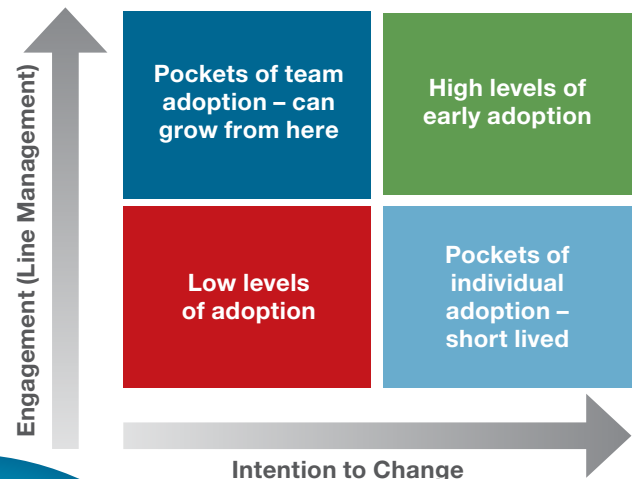 Engagement (Line Management)
Pockets of team
adoption – can
grow from here
High levels of
early adoption
Low levels
of adoption
Pockets of
individual
adoption –
short lived
Intention to Change